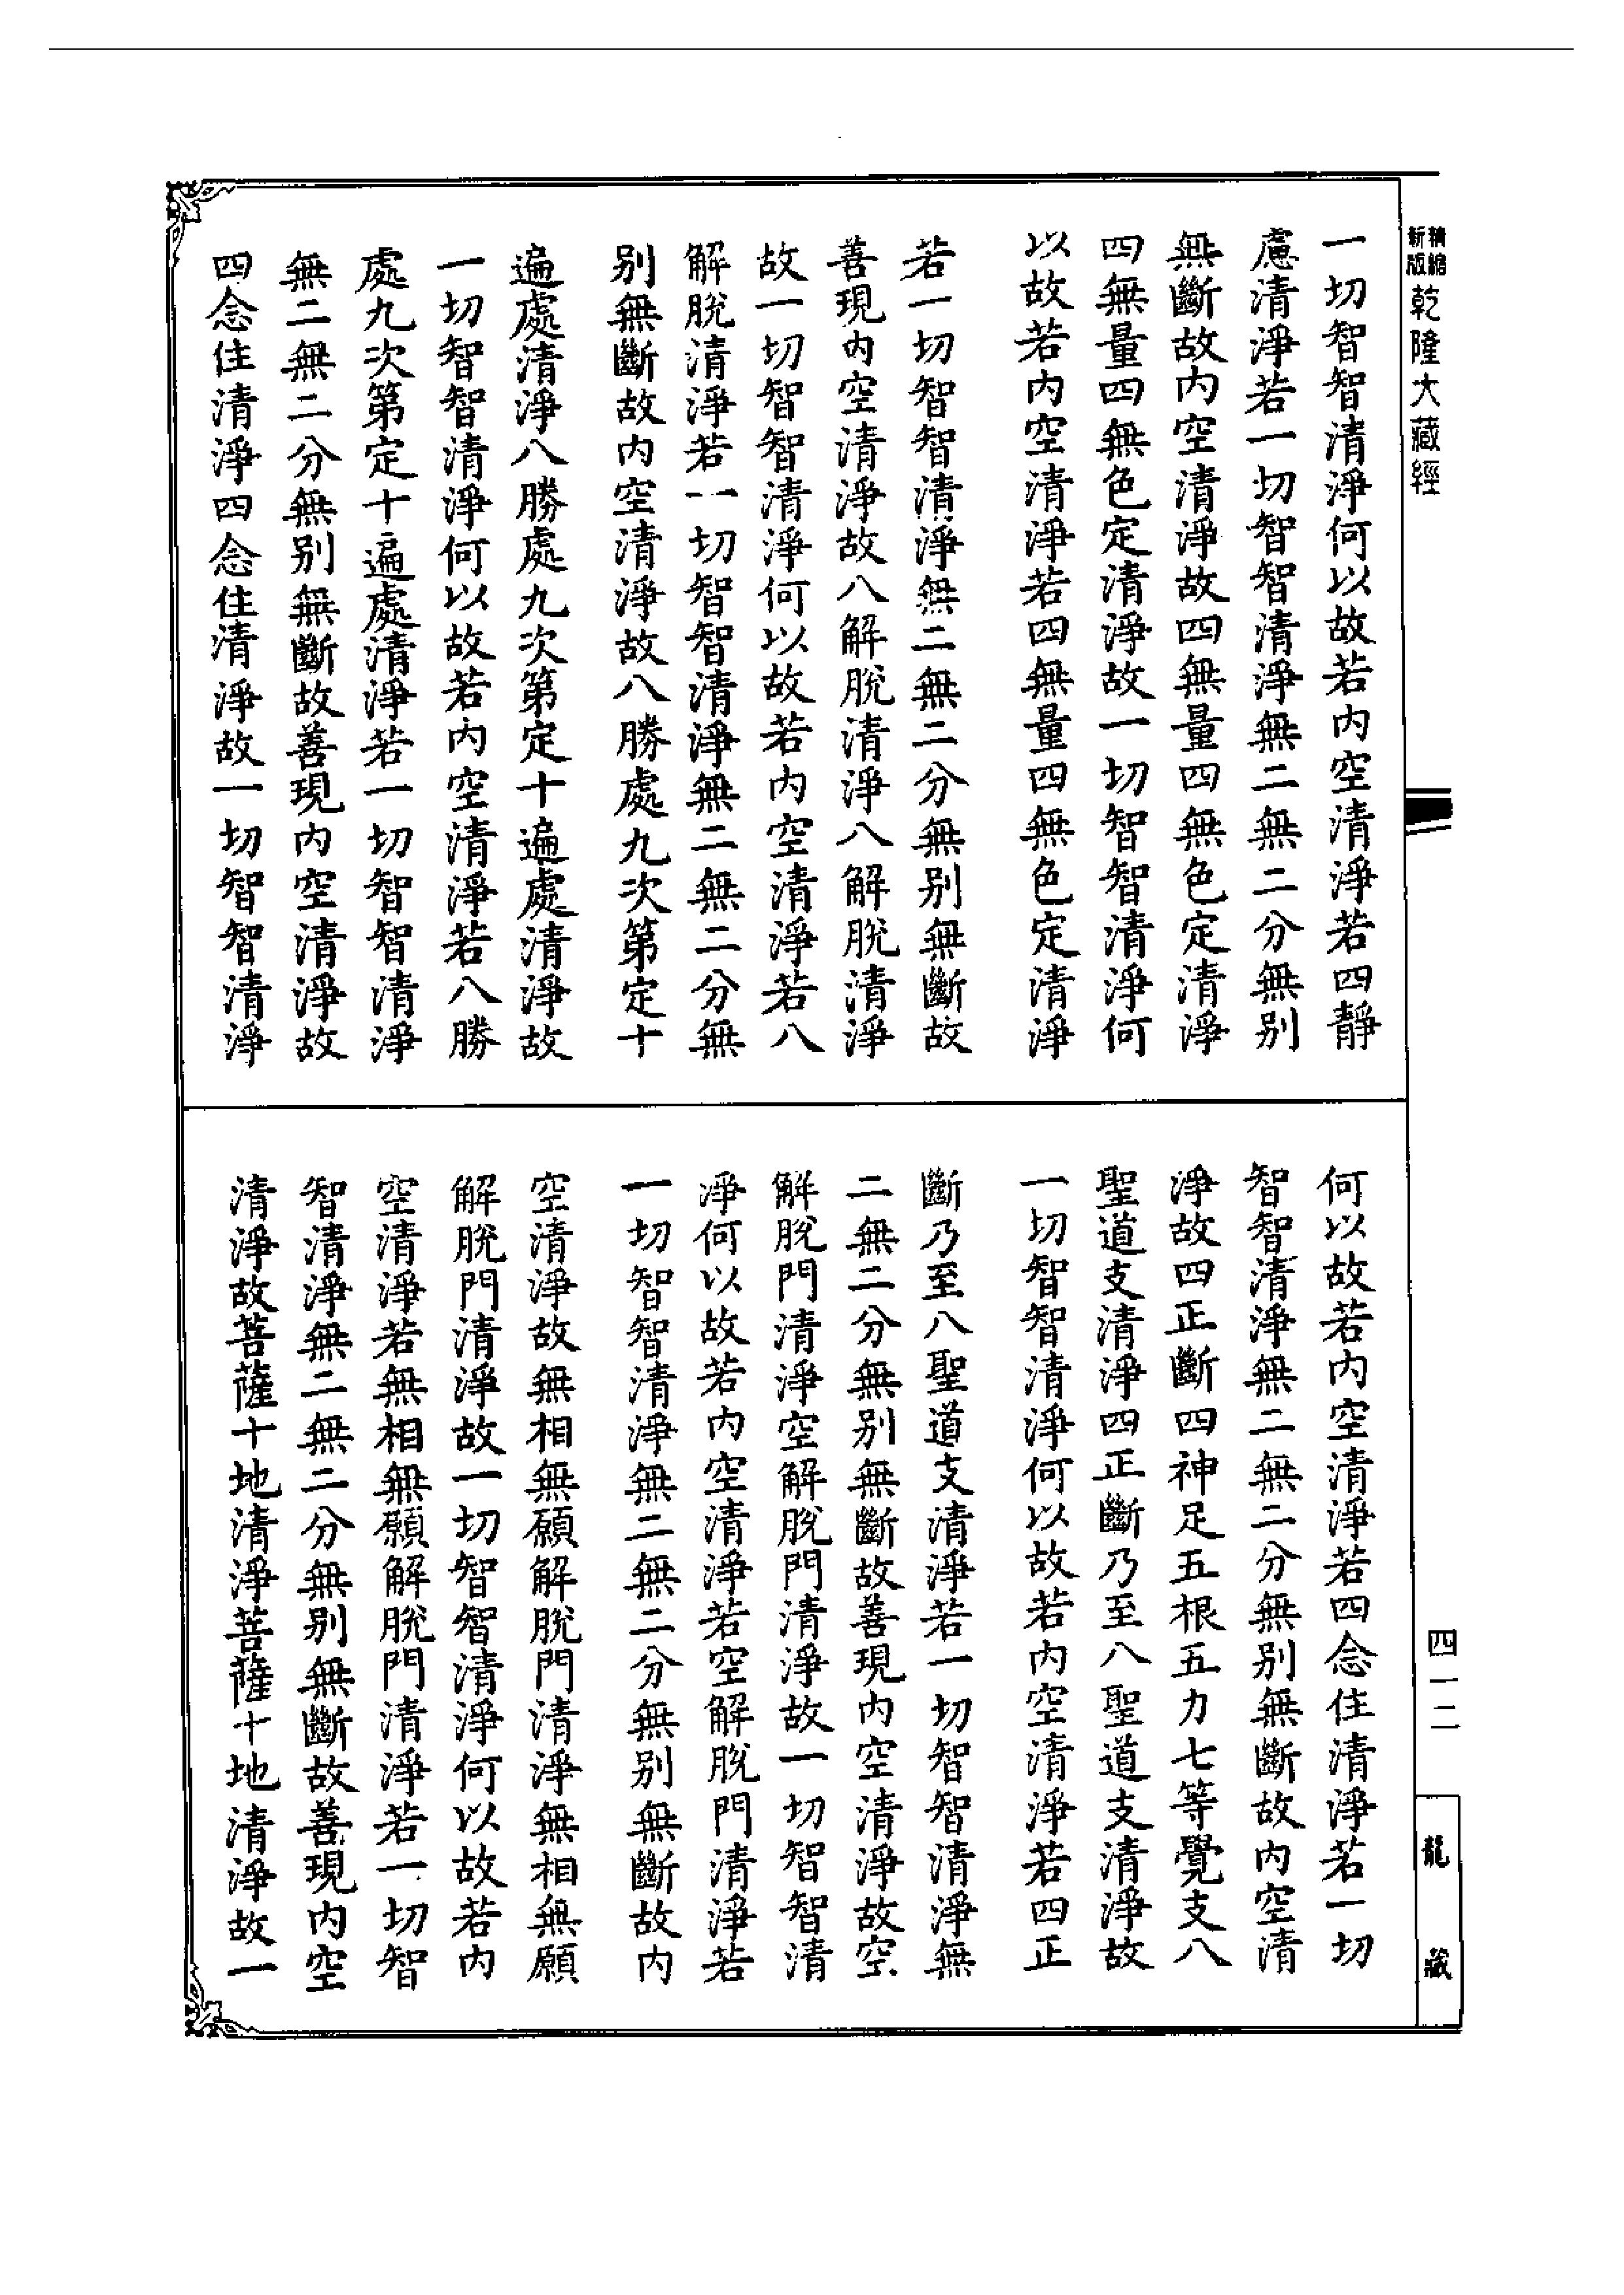 精縮新版乾隆大藏經
一切智智清淨何以故若內空清淨若四靜
慮清淨若一切智智清淨無二無二分無別
無斷故內空清淨故四無量四無色定清淨
四無量四無色定清淨故一切智智清淨何
以故若內空清淨若四無量四無色定清淨
若一切智智清淨無二無二分無別無斷故
善現內空清淨故八解脫清淨八解脫清淨
故一切智智清淨何以故若內空清淨若八
解脫清淨若一切智智清淨無二無二分無
別無斷故內空清淨故八勝處九次第定十
遍處清淨八勝處九次第定十遍處清淨故
一切智智清淨何以故若內空清淨若八勝
處九次第定十遍處清淨若一切智智清淨
無二無二分無別無斷故善現內空清淨故
四念住清淨四念住清淨故一切智智清淨
何以故若內空清淨若四念住清淨若一切
智智清淨無二無二分無別無斷故內空清
淨故四正斷四神足五根五力七等覺支八
聖道支清淨四正斷乃至八聖道支清淨故
一切智智清淨何以故若內空清淨若四正
斷乃至八聖道支清淨若一切智智清淨無
二無二分無別無斷故善現內空清淨故空
解脫門清淨空解脫門清淨故一切智智清
淨何以故若內空清淨若空解脫門清淨若
一切智智清淨無二無二分無別無斷故內
空清淨故無相無願解脫門清淨無相無願
解脫門清淨故一切智智清淨何以故若內
空清淨若無相無願解脫門清淨若一切智
智清淨無二無二分無別無斷故善現內空
清淨故菩薩十地清淨菩薩十地清淨故一
四一二
龍藏